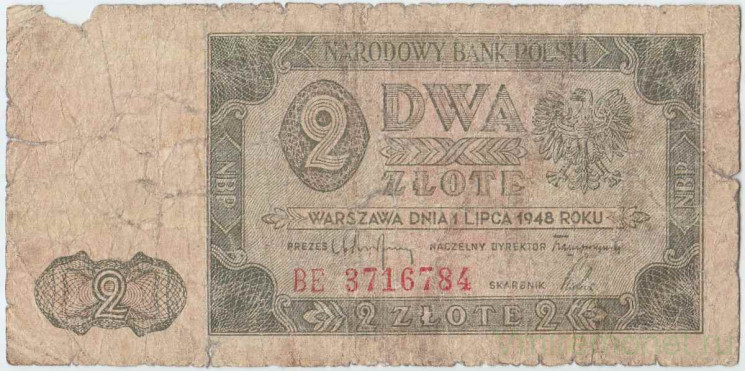 NARODOWY BANK POLSKI
2 DWA
ZŁOTE
NBP
NBP
WARSZAWA DNIA 1 LIPCA 1948 ROKU
PREZES NACZELNY DYREKTOR
BE 3716784 SKARBNIK
2
2 ZŁOTE 2